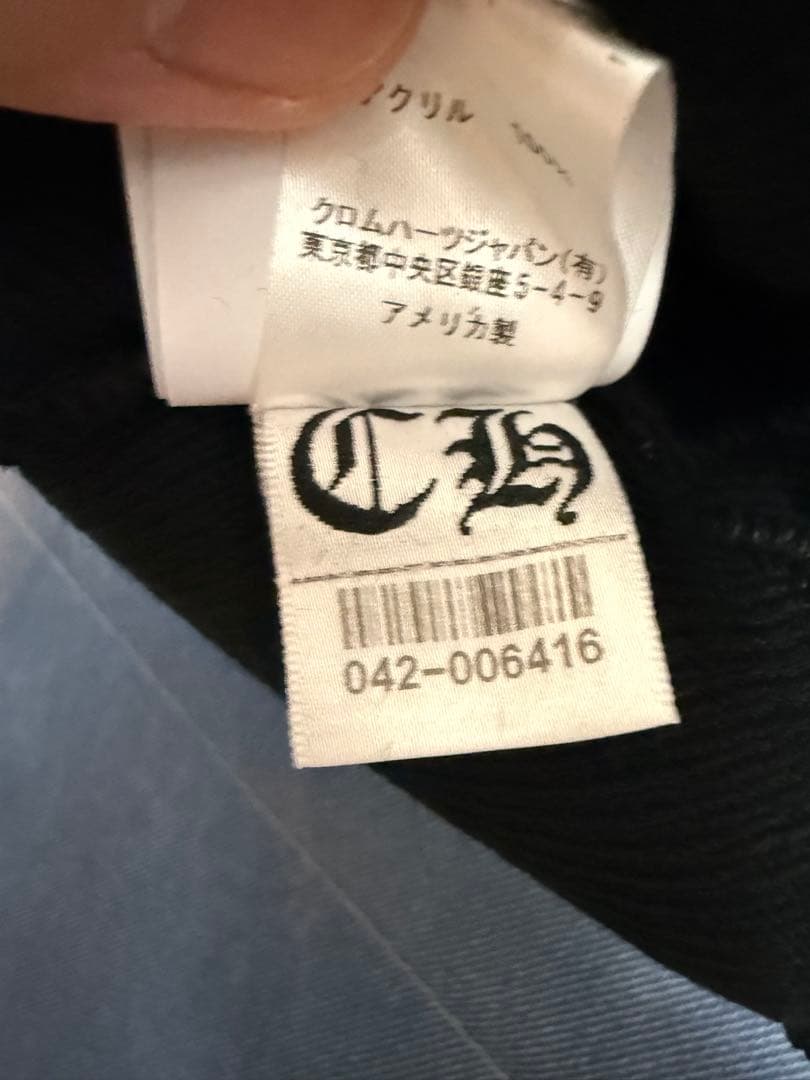 アクリル 100%
クロムハーツジャパン(有)
東京都中央区銀座5-4-9
アメリカ製
CH
042-006416